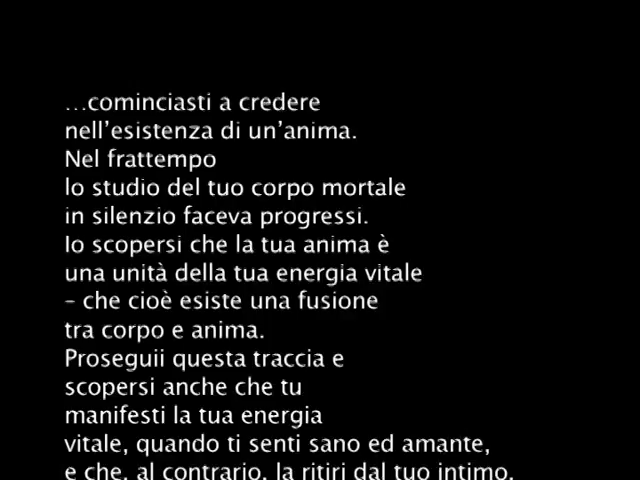 …cominciasti a credere
nell’esistenza di un’anima.
Nel frattempo
lo studio del tuo corpo mortale
in silenzio faceva progressi.
Io scopersi che la tua anima è
una unità della tua energia vitale
– che cioè esiste una fusione
tra corpo e anima.
Proseguii questa traccia e
scopersi anche che tu
manifesti la tua energia
vitale, quando ti senti sano ed amante,
e che, al contrario, la ritiri dal tuo intimo,